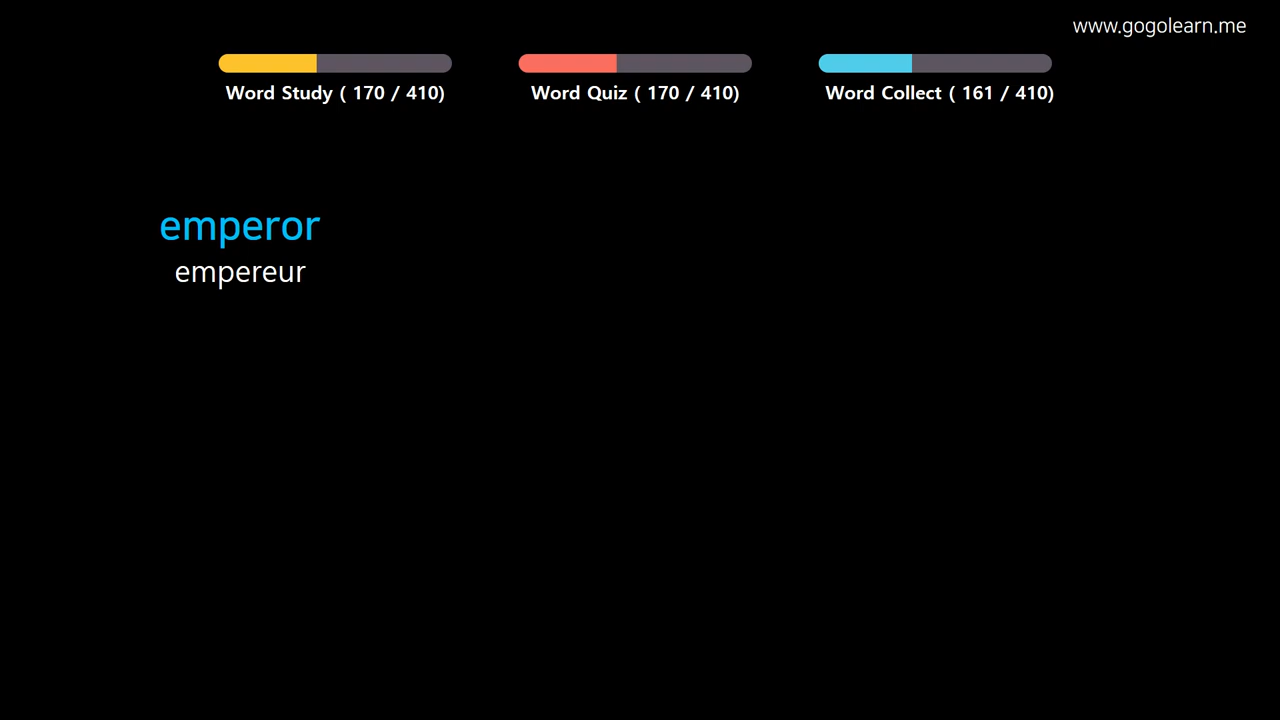 www.gogolearn.me
Word Study ( 170 / 410)
Word Quiz ( 170 / 410)
Word Collect ( 161 / 410)
emperor
empereur